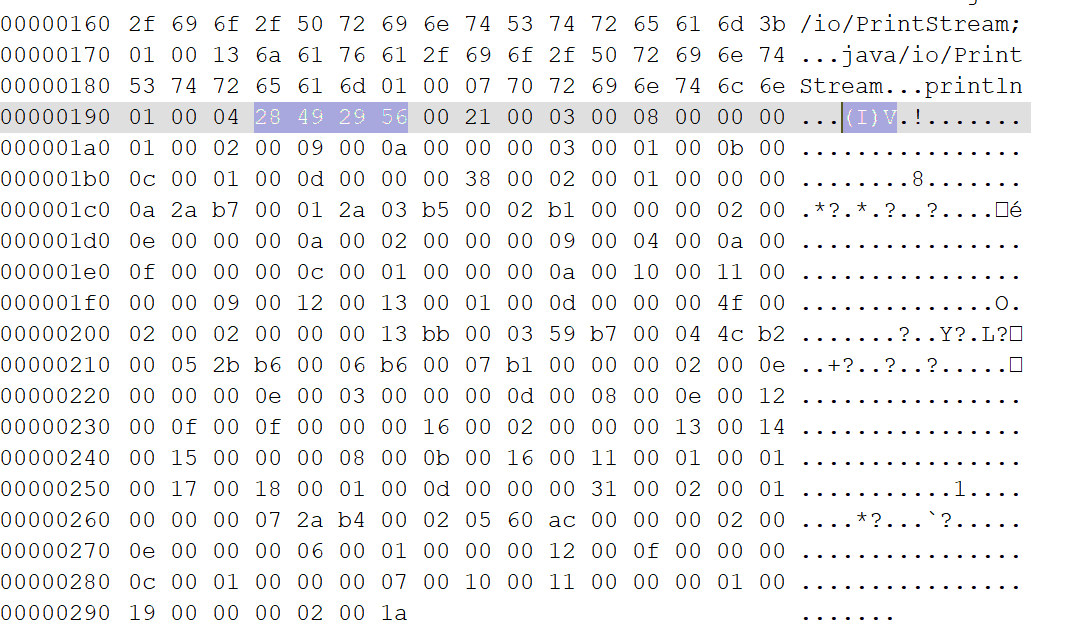 00000160 2f 69 6f 2f 50 72 69 6e 74 53 74 72 65 61 6d 3b /io/PrintStream;
00000170 01 00 13 6a 61 76 61 2f 69 6f 2f 50 72 69 6e 74 ...java/io/Print
00000180 53 74 72 65 61 6d 01 00 07 70 72 69 6e 74 6c 6e Stream...println
00000190 01 00 04 28 49 29 56 00 21 00 03 00 08 00 00 00 ...(I)V.!.......
000001a0 01 00 02 00 09 00 0a 00 00 00 03 00 01 00 0b 00 ................
000001b0 0c 00 01 00 0d 00 00 00 38 00 02 00 01 00 00 00 ........8.......
000001c0 0a 2a b7 00 01 2a 03 b5 00 02 b1 00 00 00 02 00 .*?.*.?..?....□é
000001d0 0e 00 00 00 0a 00 02 00 00 00 09 00 04 00 0a 00 ................
000001e0 0f 00 00 00 0c 00 01 00 00 00 0a 00 10 00 11 00 ................
000001f0 00 00 09 00 12 00 13 00 01 00 0d 00 00 00 4f 00 ...............O.
00000200 02 00 02 00 00 00 13 bb 00 03 59 b7 00 04 4c b2 .......?..Y?.L?□
00000210 00 05 2b b6 00 06 b6 00 07 b1 00 00 00 02 00 0e ..+?..?..?.....□
00000220 00 00 00 0e 00 03 00 00 00 0d 00 08 00 0e 00 12 ................
00000230 00 0f 00 0f 00 00 00 16 00 02 00 00 00 13 00 14 ................
00000240 00 15 00 00 00 08 00 0b 00 16 00 11 00 01 00 01 ................
00000250 00 17 00 18 00 01 00 0d 00 00 00 31 00 02 00 01 ...........1....
00000260 00 00 00 07 2a b4 00 02 05 60 ac 00 00 00 02 00 ....*?...`?.....
00000270 0e 00 00 00 06 00 01 00 00 00 12 00 0f 00 00 00 ................
00000280 0c 00 01 00 00 00 07 00 10 00 11 00 00 00 01 00 ................
00000290 19 00 00 00 02 00 1a .......